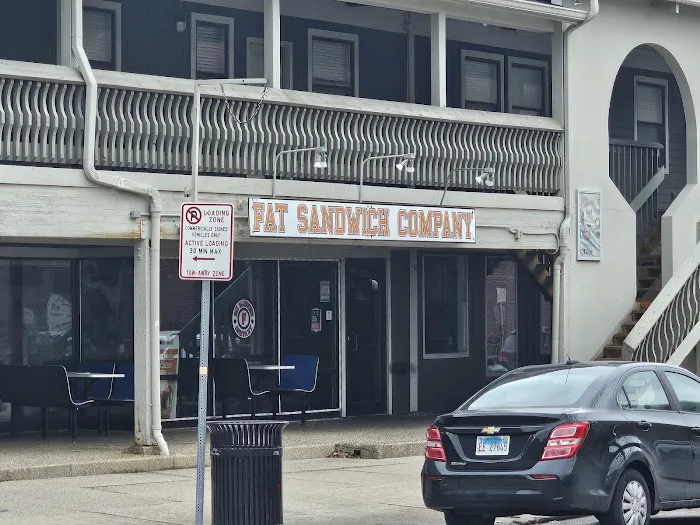 FAT SANDWICH COMPANY
LOADING
ZONE
COMMERCIALLY SIGNED
VEHICLES ONLY
ACTIVE LOADING
30 MIN MAX
TOW-AWAY ZONE